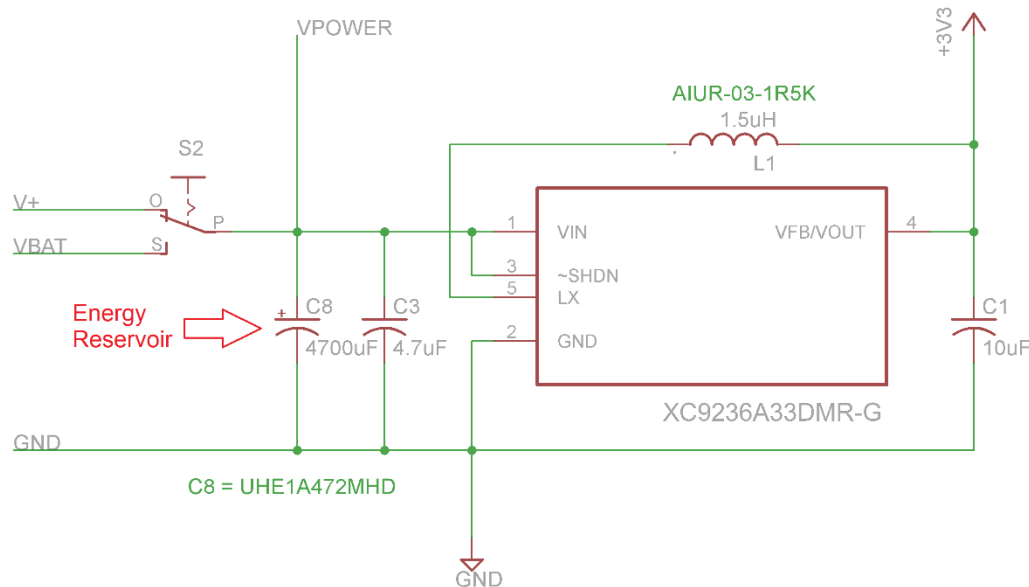 VPOWER
+3V3
AIUR-03-1R5K
1.5uH
L1
S2
V+
O
P
VBAT
S
1
VIN
VFB/VOUT
4
3
~SHDN
5
LX
2
GND
Energy
Reservoir
+
C8
4700uF
C3
4.7uF
C1
10uF
XC9236A33DMR-G
GND
C8 = UHE1A472MHD
GND